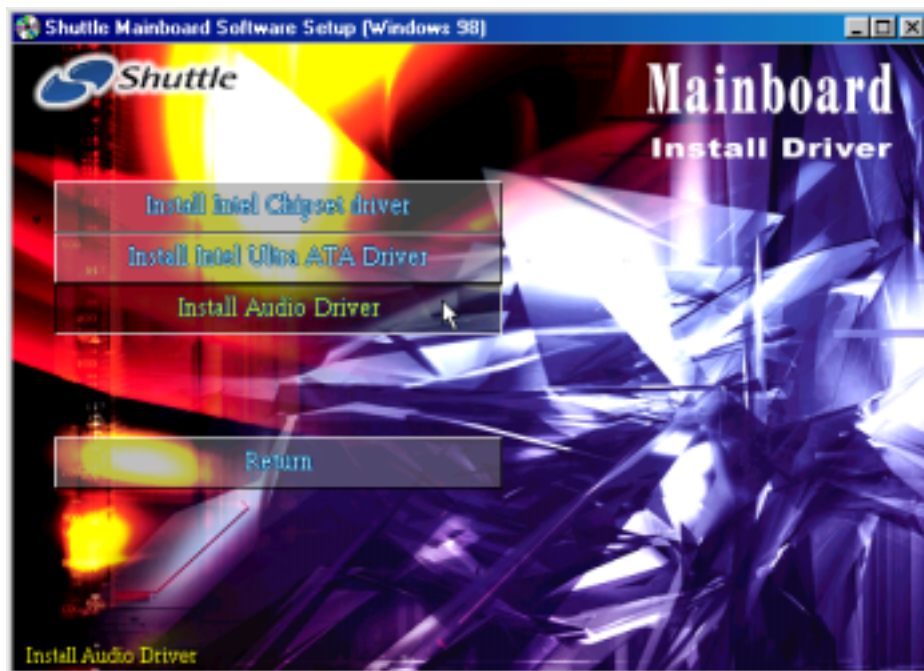 Shuttle Mainboard Software Setup (Windows 98)
Shuttle
Mainboard
Install Driver
Install Intel Chipset driver
Install Intel Ultra ATA Driver
Install Audio Driver
Return
Install Audio Driver